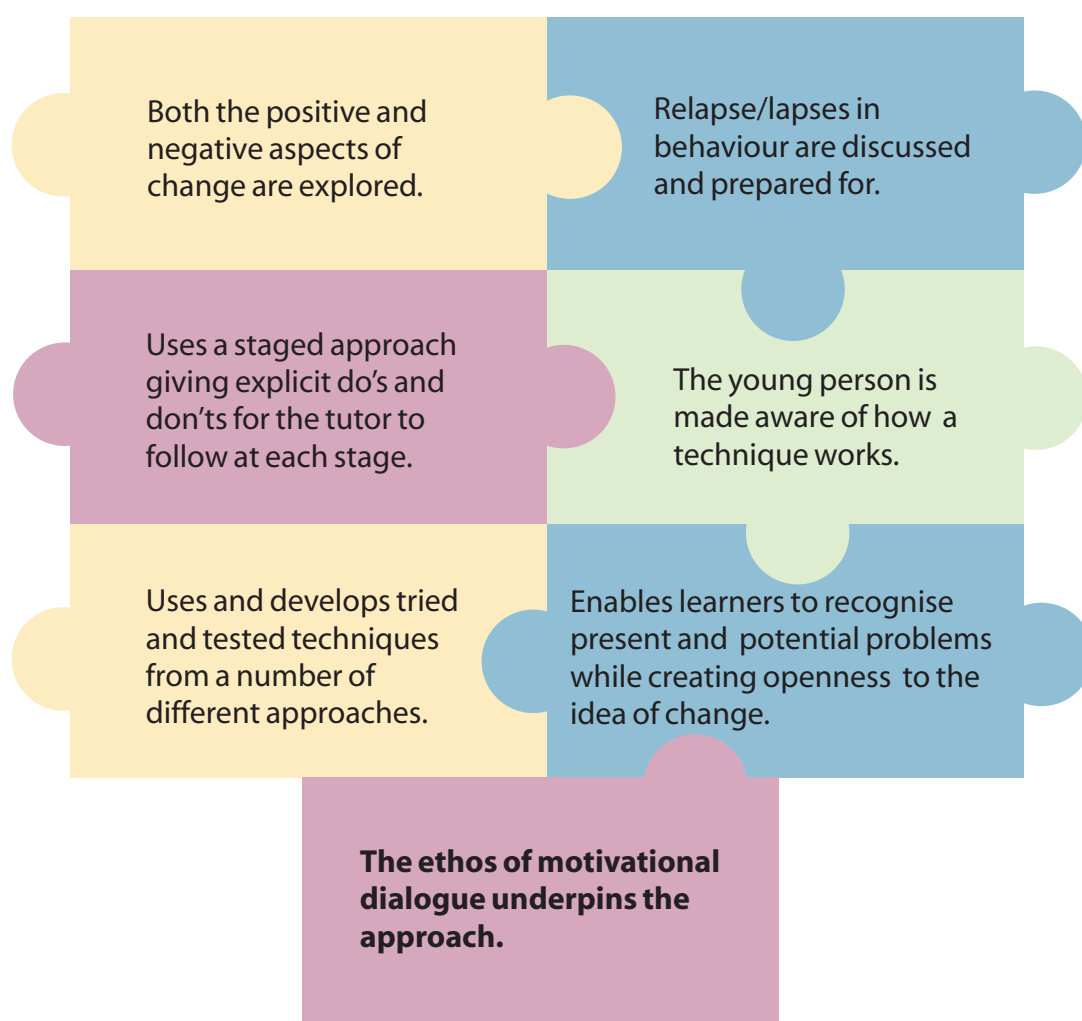 Both the positive and
negative aspects of
change are explored.
Relapse/lapses in
behaviour are discussed
and prepared for.
Uses a staged approach
giving explicit do's and
don'ts for the tutor to
follow at each stage.
The young person is
made aware of how a
technique works.
Uses and develops tried
and tested techniques
from a number of
different approaches.
Enables learners to recognise
present and potential problems
while creating openness to the
idea of change.
The ethos of motivational
dialogue underpins the
approach.